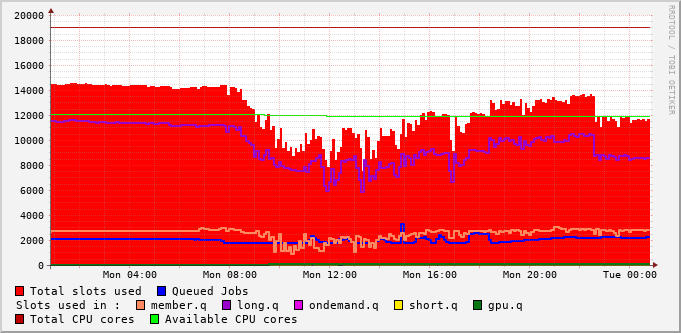 20000
18000
16000
14000
12000
10000
8000
6000
4000
2000
0
Mon 04:00 Mon 08:00 Mon 12:00 Mon 16:00 Mon 20:00 Tue 00:00
Total slots used Queued Jobs
Slots used in : member.q long.q ondemand.q short.q gpu.q
Total CPU cores Available CPU cores
RRDTOOL / TOBI OETIKER